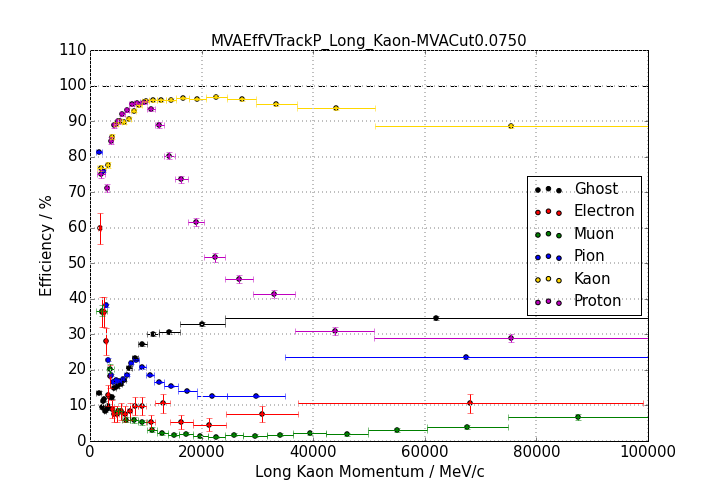 MVAEffVTrackP_Long_Kaon-MVACut0.0750
110
100
90
80
70
60
50
40
30
20
10
0
Efficiency / %
Ghost
Electron
Muon
Pion
Kaon
Proton
0 20000 40000 60000 80000 100000
Long Kaon Momentum / MeV/c